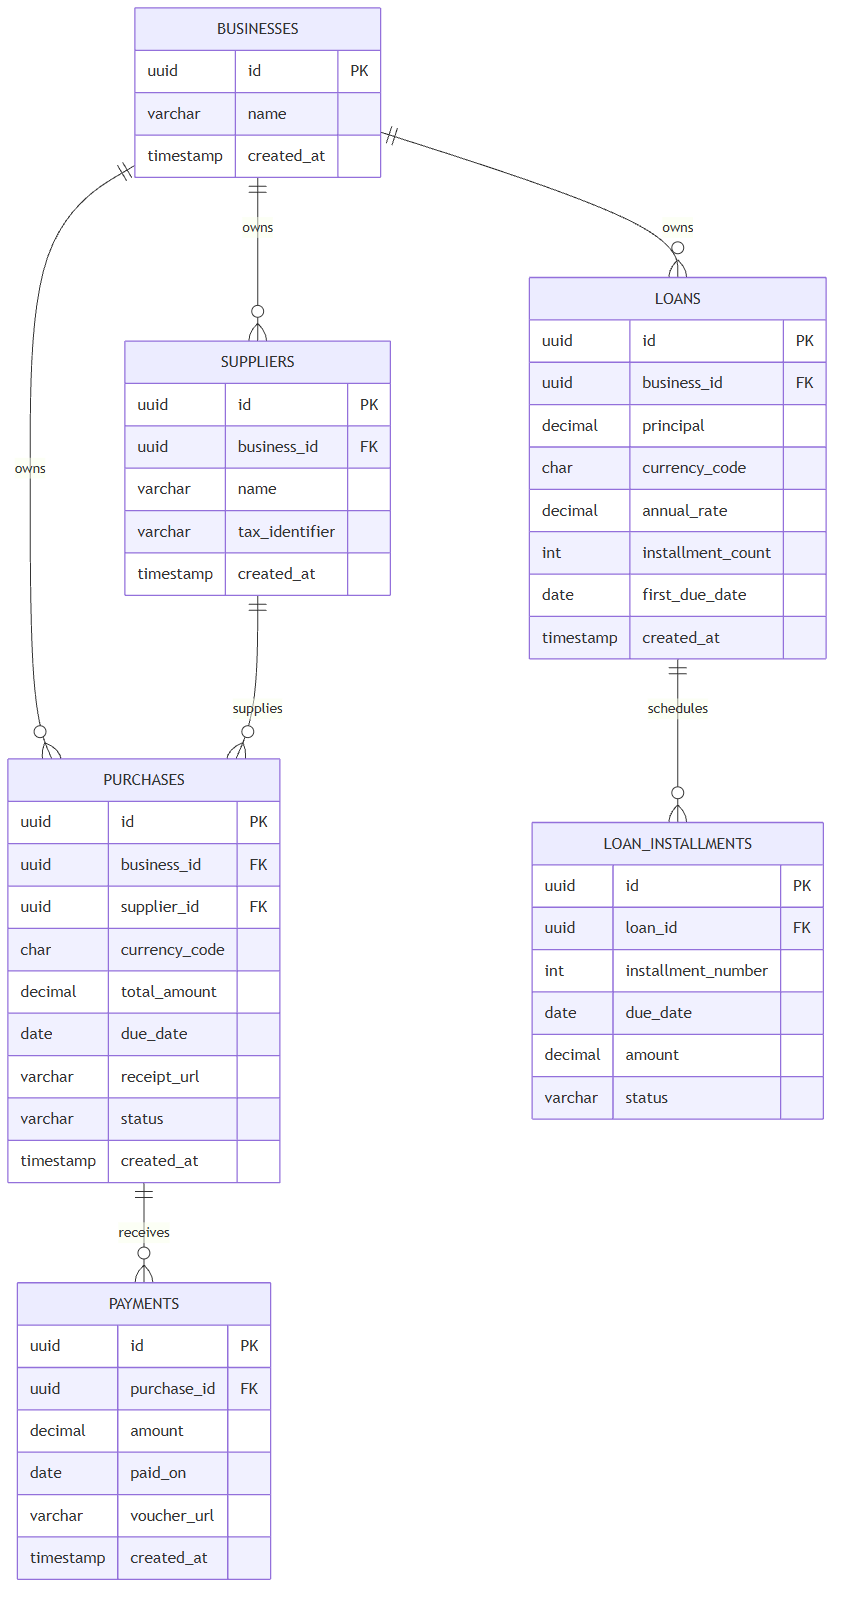 BUSINESSES
uuid id PK
varchar name
timestamp created_at
owns
owns
owns
SUPPLIERS
uuid id PK
uuid business_id FK
varchar name
varchar tax_identifier
timestamp created_at
LOANS
uuid id PK
uuid business_id FK
decimal principal
char currency_code
decimal annual_rate
int installment_count
date first_due_date
timestamp created_at
supplies
schedules
PURCHASES
uuid id PK
uuid business_id FK
uuid supplier_id FK
char currency_code
decimal total_amount
date due_date
varchar receipt_url
varchar status
timestamp created_at
LOAN_INSTALLMENTS
uuid id PK
uuid loan_id FK
int installment_number
date due_date
decimal amount
varchar status
receives
PAYMENTS
uuid id PK
uuid purchase_id FK
decimal amount
date paid_on
varchar voucher_url
timestamp created_at